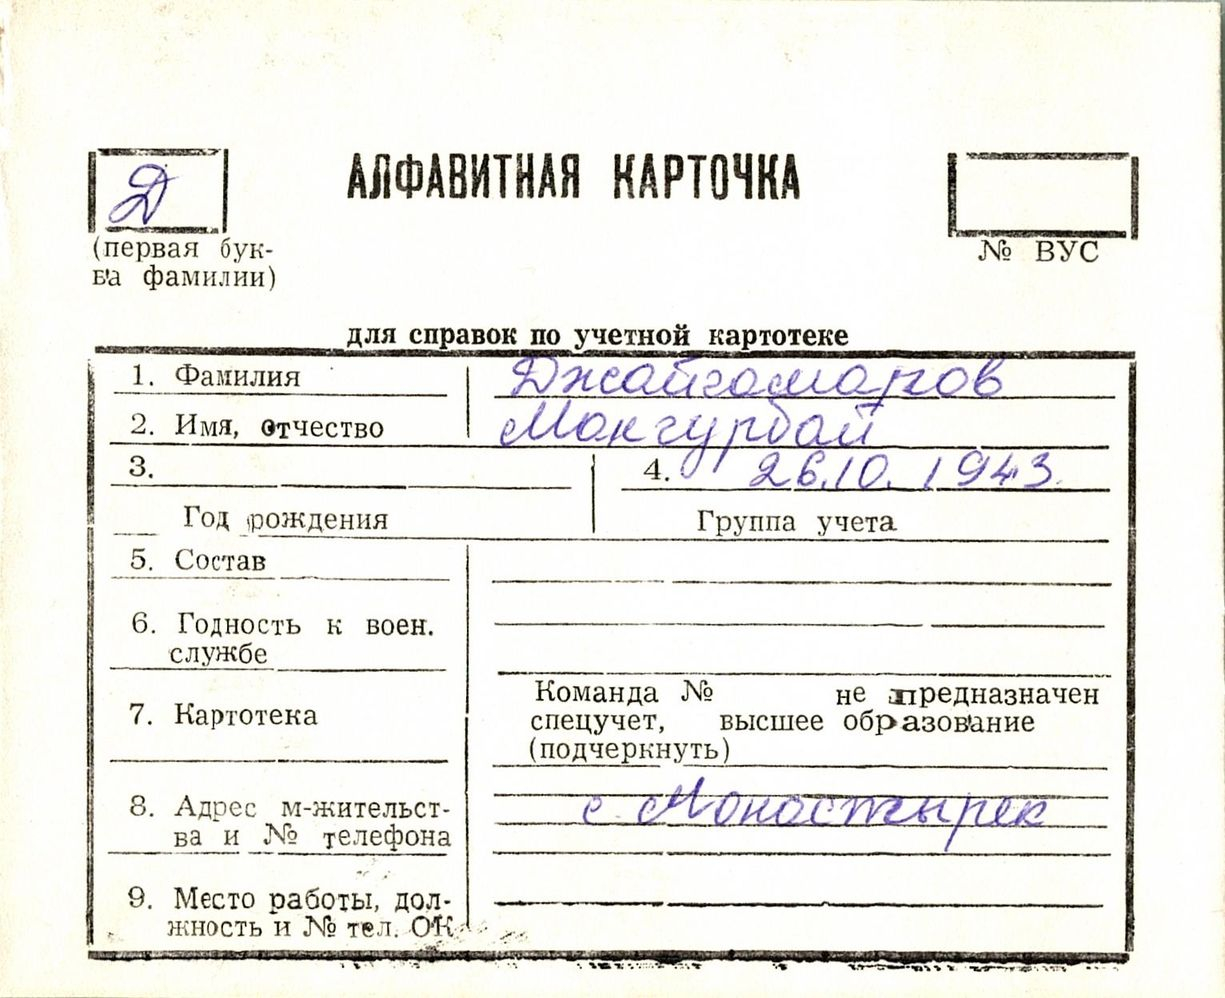 Д
АЛФАВИТНАЯ КАРТОЧКА
(первая бук-
ва фамилии)
№ ВУС
для справок по учетной картотеке
1. Фамилия Джайгамаров
2. Имя, отчество Монгурбай
3.
4. 26.10.1943
Год рождения
Группа учета
5. Состав
6. Годность к воен.
службе
7. Картотека
Команда № не предназначен
спецучет, высшее образование
(подчеркнуть)
8. Адрес м-жительст-
ва и № телефона
с. Монастырек
9. Место работы, дол-
жность и № тел. ОК